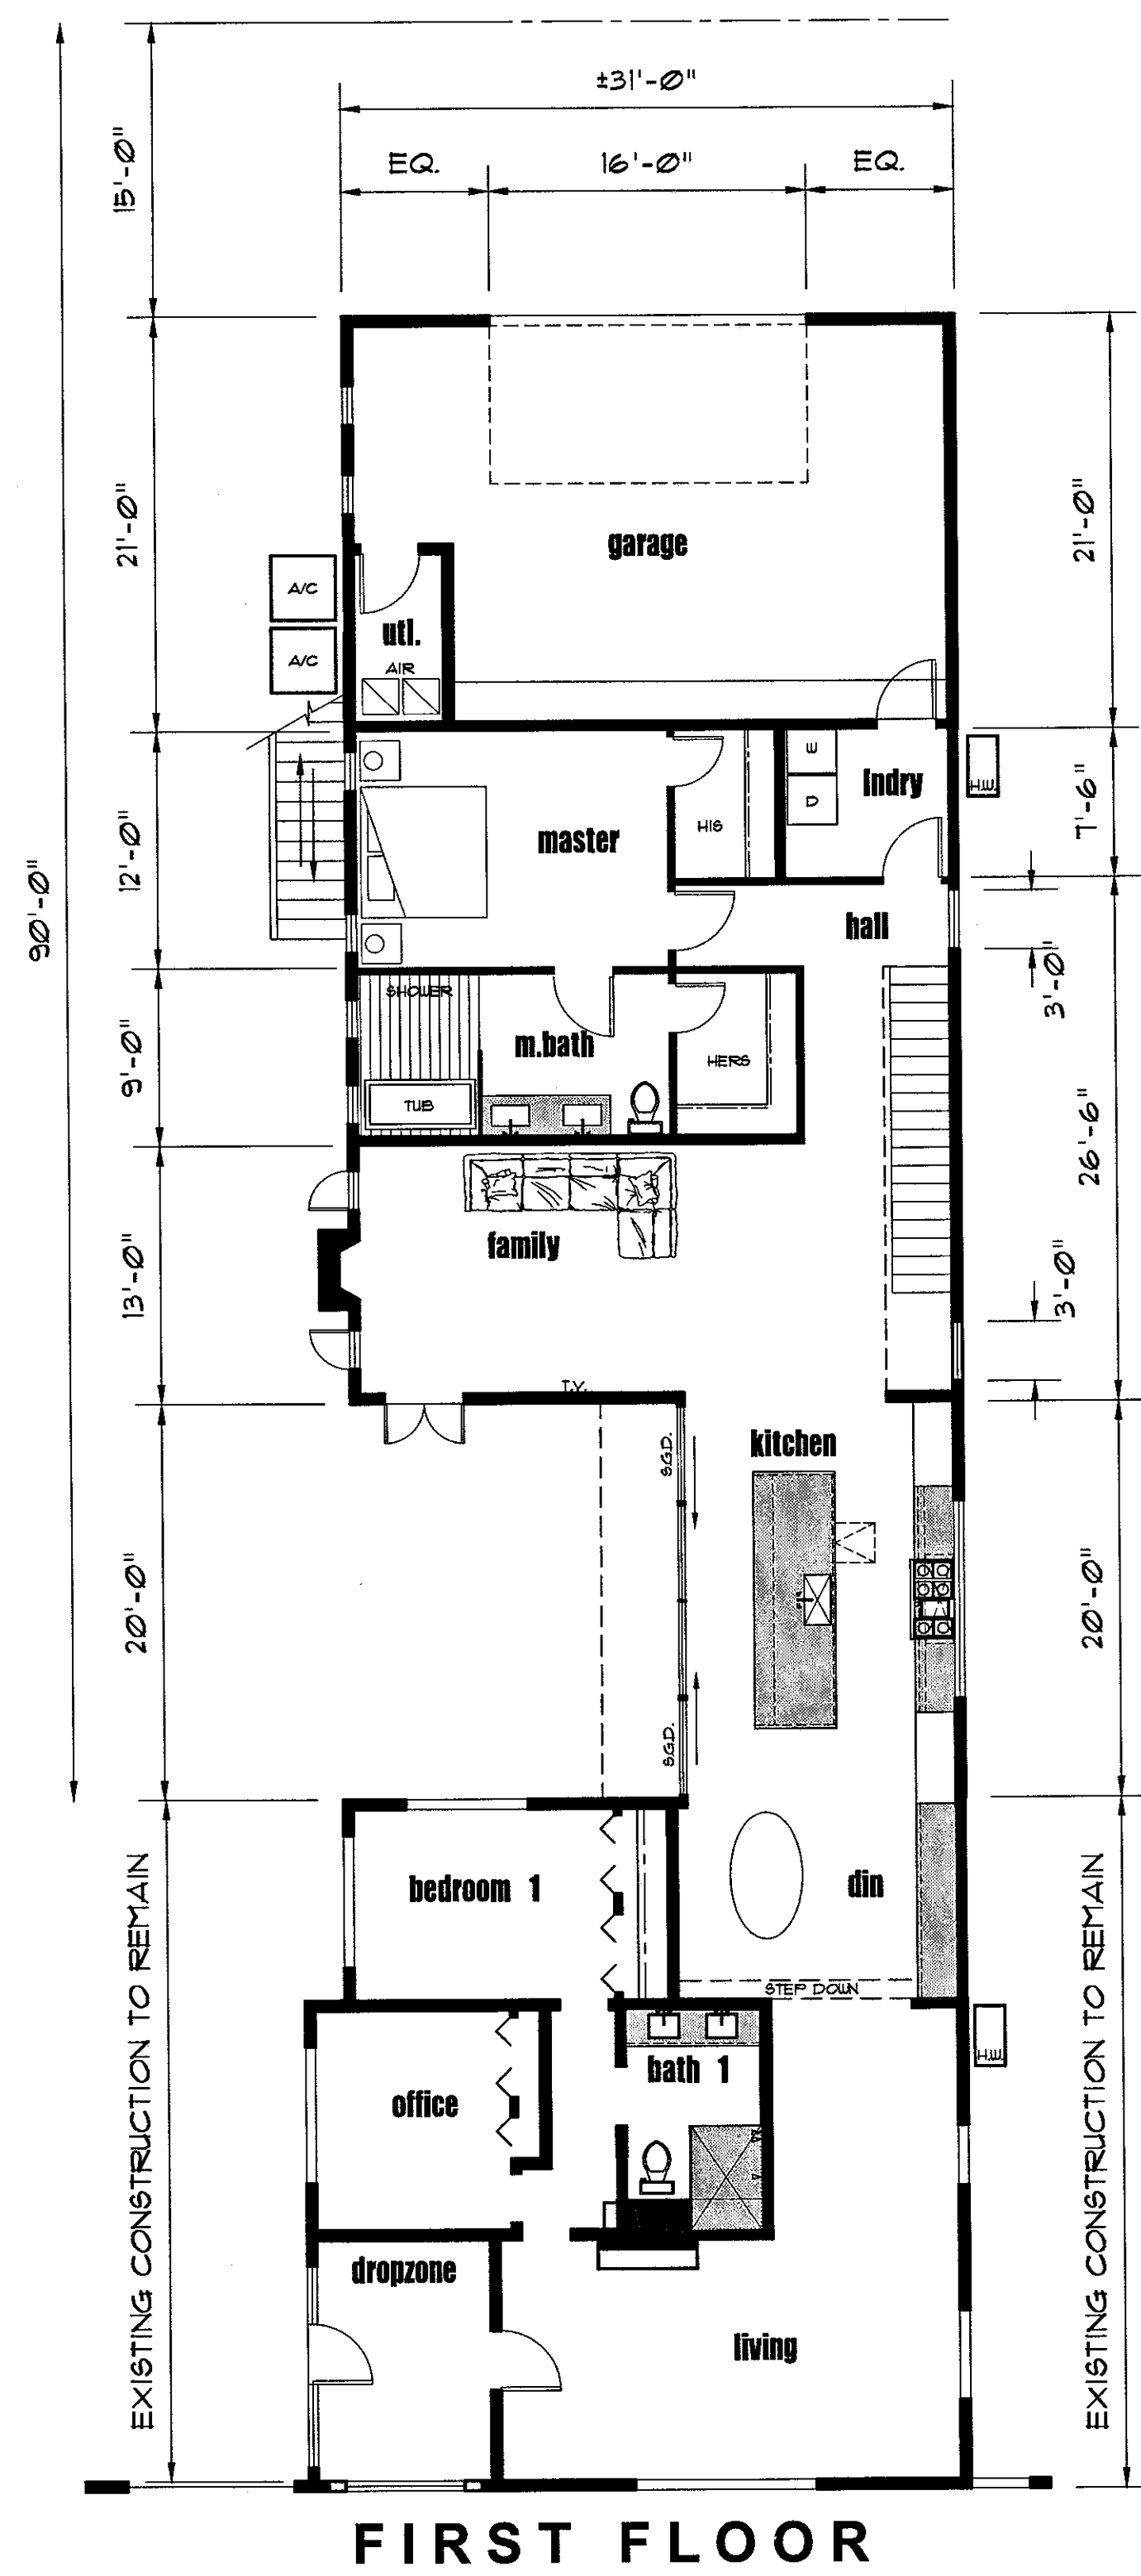 ±31'-0"
EQ.
16'-0"
EQ.
15'-0"
21'-0"
21'-0"
garage
A/C
utl.
A/C
AIR
7'-6"
E
lndry
H.W.
D
HIS
master
12'-0"
90'-0"
hall
3'-0"
SHOWER
m.bath
HERS
9'-0"
TUB
26'-6"
family
13'-0"
3'-0"
T.V.
kitchen
S.G.D.
20'-0"
20'-0"
S.G.D.
bedroom 1
din
STEP DOWN
EXISTING CONSTRUCTION TO REMAIN
EXISTING CONSTRUCTION TO REMAIN
H.W.
bath 1
office
dropzone
living
FIRST FLOOR